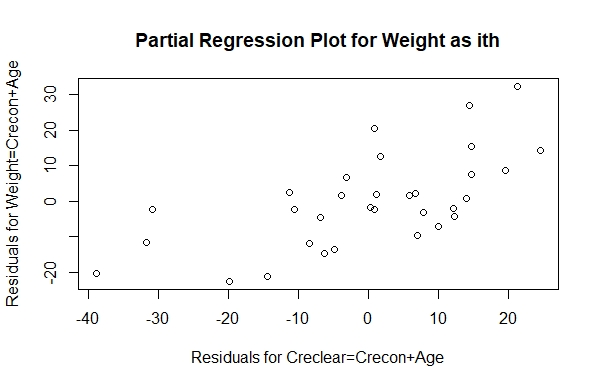 Partial Regression Plot for Weight as ith
Residuals for Weight=Crecon+Age
30
20
10
0
-20
-40 -30 -20 -10 0 10 20
Residuals for Creclear=Crecon+Age